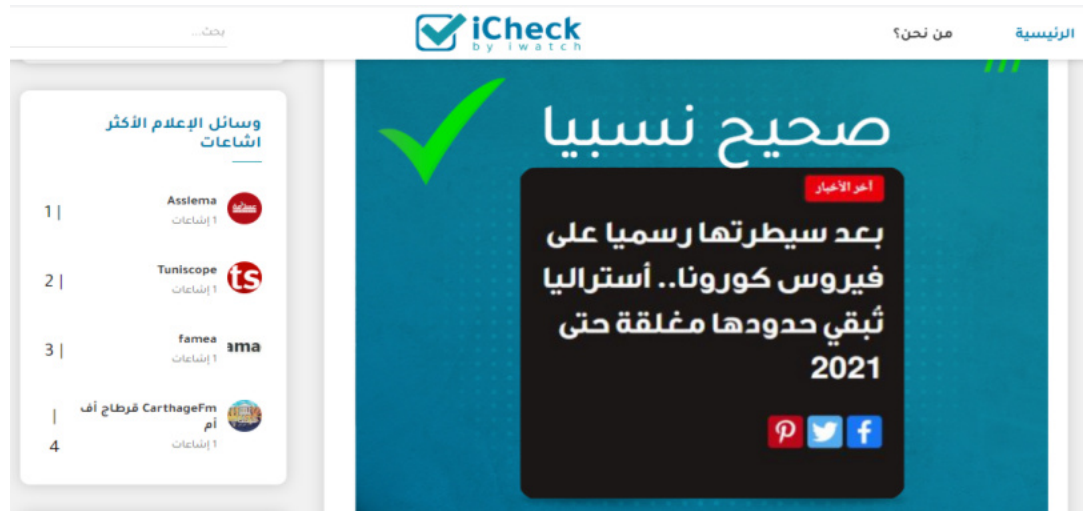 الرئيسية
من نحن؟
iCheck
by iwatch
بحث...
صحيح نسبيا
آخر الأخبار
بعد سيطرتها رسميا على
فيروس كورونا.. أستراليا
تُبقي حدودها مغلقة حتى
2021
وسائل الإعلام الأكثر
اشاعات
Asslema
1 إشاعات
| 1
Tuniscope
1 إشاعات
ts
| 2
famea
1 إشاعات
ama
| 3
CarthageFm قرطاج أف
أم
1 إشاعات
|
4